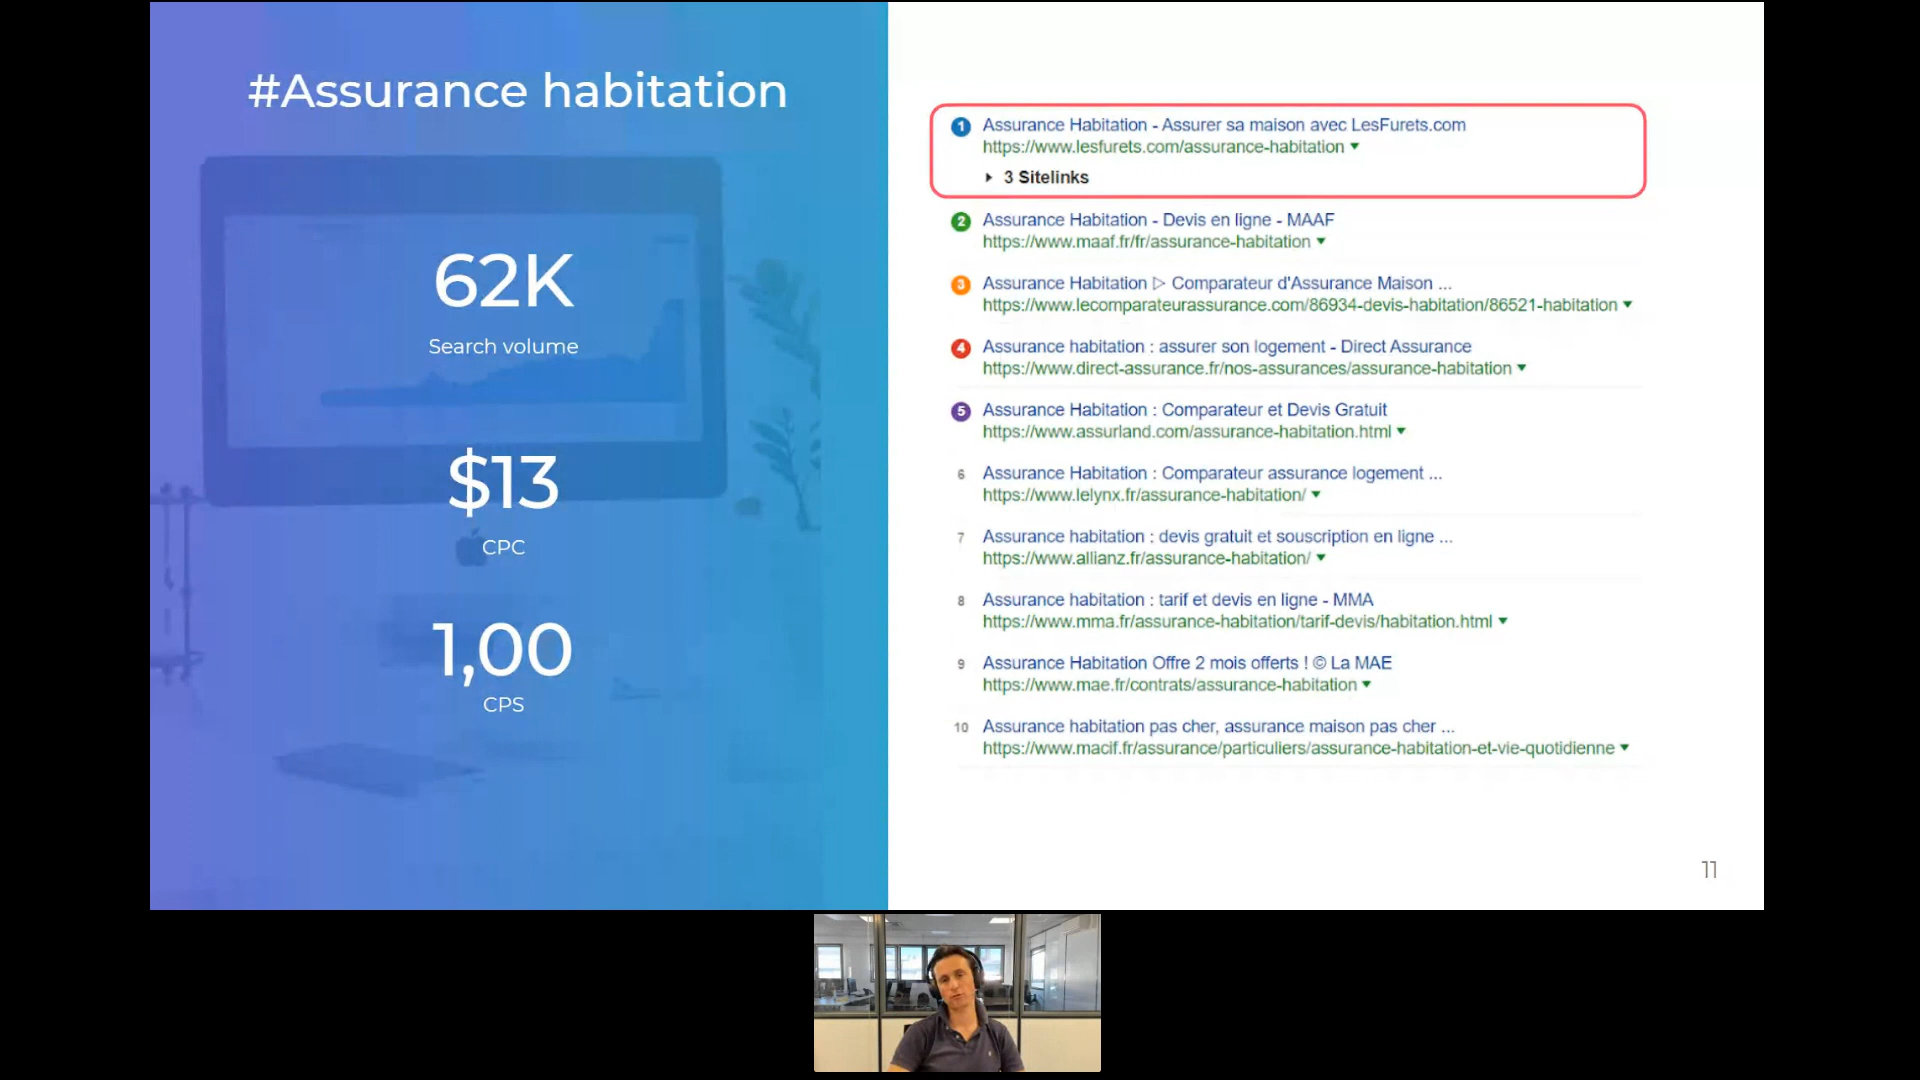 #Assurance habitation
62K
Search volume
$13
CPC
1,00
CPS
1 Assurance Habitation - Assurer sa maison avec LesFurets.com
https://www.lesfurets.com/assurance-habitation
3 Sitelinks
2 Assurance Habitation - Devis en ligne - MAAF
https://www.maaf.fr/fr/assurance-habitation
3 Assurance Habitation ▷ Comparateur d'Assurance Maison ...
https://www.lecomparateurassurance.com/86934-devis-habitation/86521-habitation
4 Assurance habitation : assurer son logement - Direct Assurance
https://www.direct-assurance.fr/nos-assurances/assurance-habitation
5 Assurance Habitation : Comparateur et Devis Gratuit
https://www.assurland.com/assurance-habitation.html
6 Assurance Habitation : Comparateur assurance logement ...
https://www.lelynx.fr/assurance-habitation/
7 Assurance habitation : devis gratuit et souscription en ligne ...
https://www.allianz.fr/assurance-habitation/
8 Assurance habitation : tarif et devis en ligne - MMA
https://www.mma.fr/assurance-habitation/tarif-devis/habitation.html
9 Assurance Habitation Offre 2 mois offerts ! © La MAE
https://www.mae.fr/contrats/assurance-habitation
10 Assurance habitation pas cher, assurance maison pas cher ...
https://www.macif.fr/assurance/particuliers/assurance-habitation-et-vie-quotidienne
11